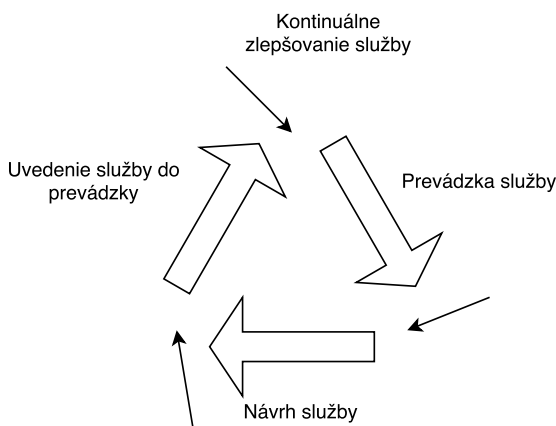 Kontinuálne
zlepšovanie služby
Uvedenie služby do
prevádzky
Prevádzka služby
Návrh služby